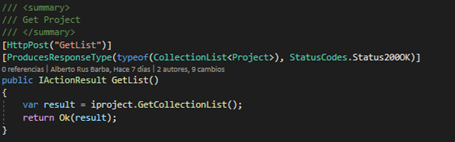 /// <summary>
/// Get Project
/// </summary>
[HttpPost("GetList")]
[ProducesResponseType(typeof(CollectionList<Project>), StatusCodes.Status200OK)]
0 referencias | Alberto Rus Barba, Hace 7 días | 2 autores, 9 cambios
public IActionResult GetList()
{
    var result = iproject.GetCollectionList();
    return Ok(result);
}